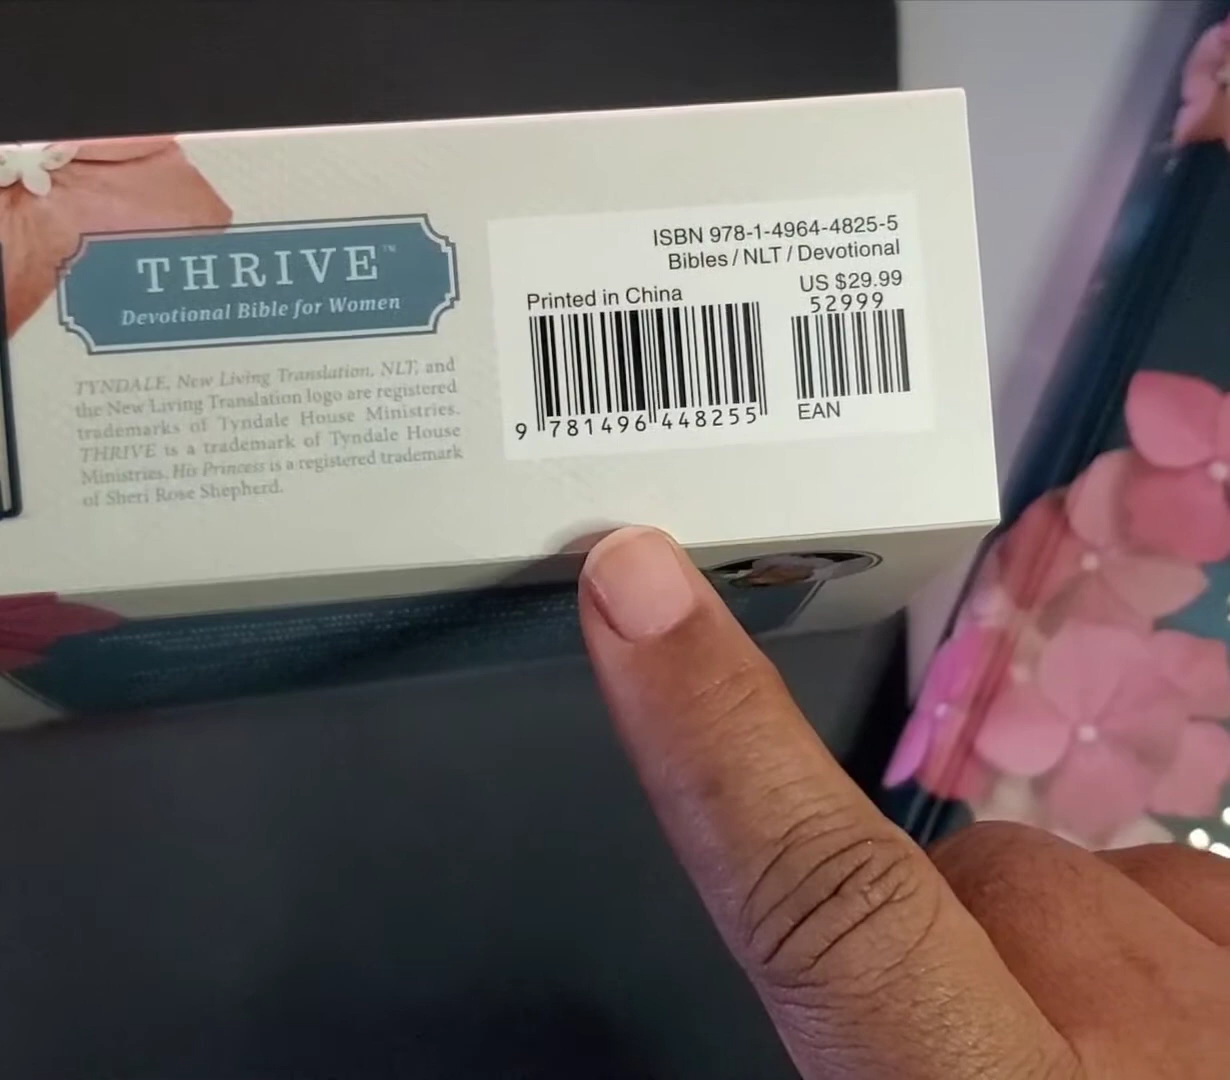 THRIVE™
Devotional Bible for Women
TYNDALE, New Living Translation, NLT, and
the New Living Translation logo are registered
trademarks of Tyndale House Ministries.
THRIVE is a trademark of Tyndale House
Ministries. His Princess is a registered trademark
of Sheri Rose Shepherd.
ISBN 978-1-4964-4825-5
Bibles / NLT / Devotional
US $29.99
Printed in China
52999
9 781496 448255
EAN